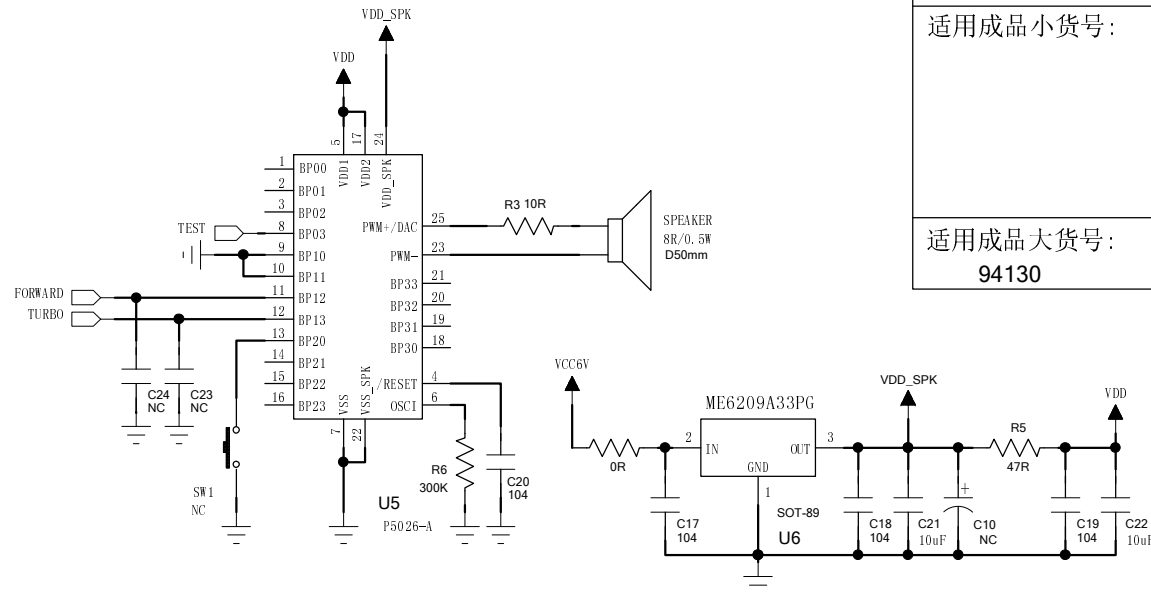 VDD_SPK
VDD
适用成品小货号:
适用成品大货号:
94130
5
17
24
VDD1
VDD2
VDD_SPK
1 BP00
2 BP01
3 BP02
TEST 8 BP03
9 BP10
10 BP11
FORWARD 11 BP12
TURBO 12 BP13
13 BP20
14 BP21
15 BP22
16 BP23
PWM+/DAC 25
PWM- 23
BP33 21
BP32 20
BP31 19
BP30 18
/RESET 4
OSCI 6
VSS
VSS_SPK
7
22
R3 10R
SPEAKER
8R/0.5W
D50mm
C24
NC
C23
NC
SW1
NC
R6
300K
C20
104
U5
P5026-A
VCC6V
0R
C17
104
ME6209A33PG
2 IN
OUT 3
GND
1
SOT-89
U6
VDD_SPK
C18
104
C21
10uF
C10
NC
+
R5
47R
VDD
C19
104
C22
10uF